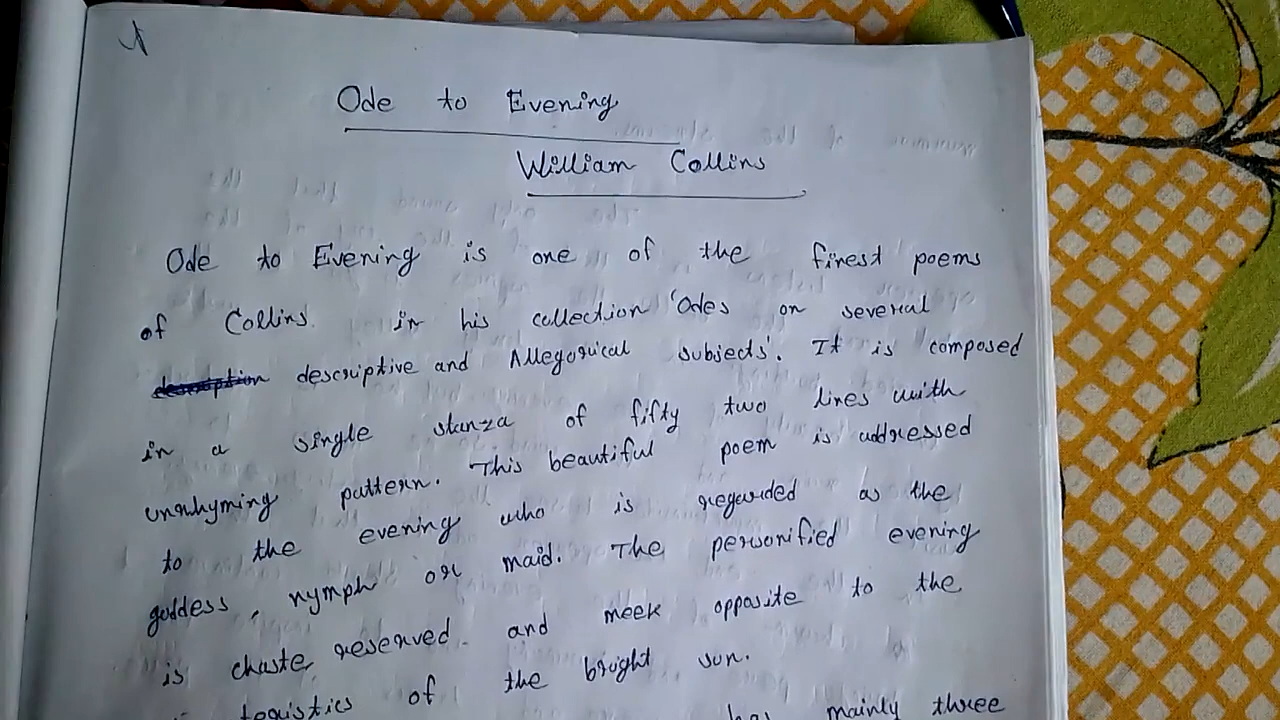 Ode to Evening
William Collins
Ode to Evening is one of the finest poems
of Collins in his collection 'Odes on several
description descriptive and Allegorical subjects'. It is composed
in a single stanza of fifty two lines with
unrhyming pattern. This beautiful poem is addressed
to the evening who is regarded as the
goddess, nymph or maid. The personified evening
is chaste, reserved and meek opposite to the
of the bright sun.
mainly three